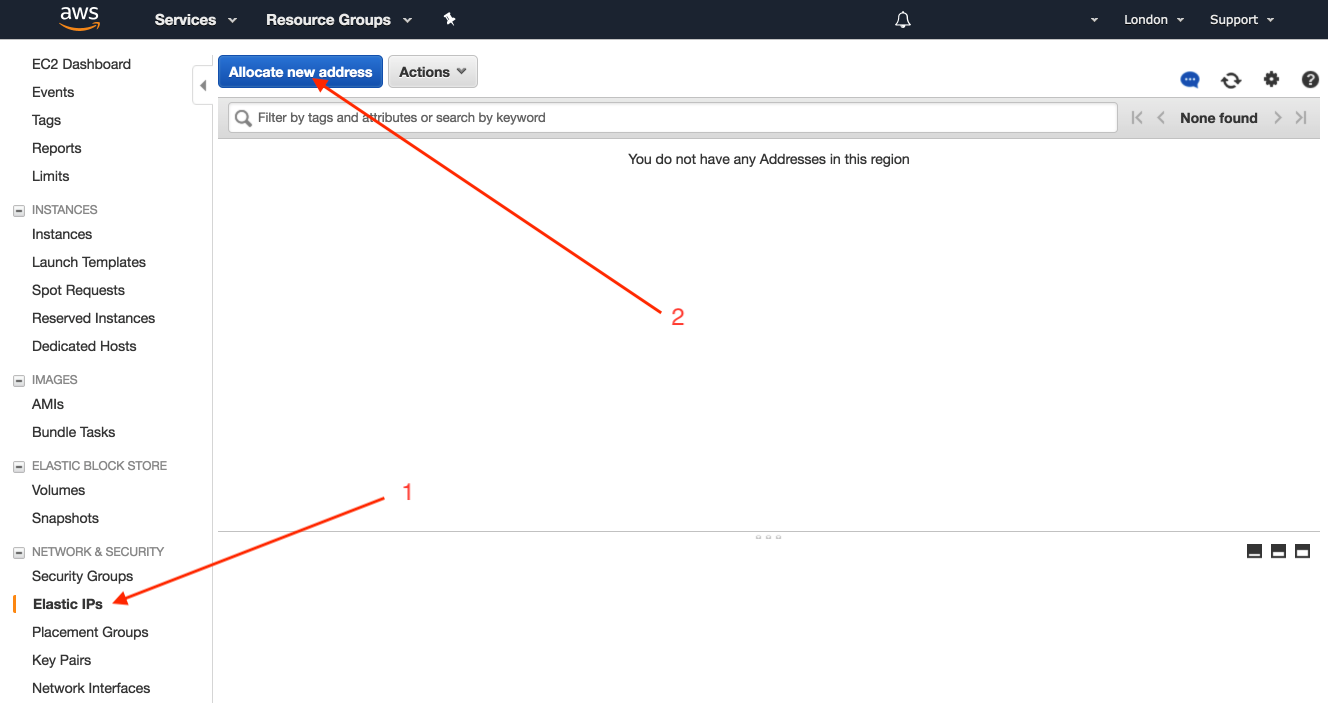 aws Services Resource Groups London Support
EC2 Dashboard
Events
Tags
Reports
Limits
INSTANCES
Instances
Launch Templates
Spot Requests
Reserved Instances
Dedicated Hosts
IMAGES
AMIs
Bundle Tasks
ELASTIC BLOCK STORE
Volumes
Snapshots
NETWORK & SECURITY
Security Groups
Elastic IPs
Placement Groups
Key Pairs
Network Interfaces
Allocate new address Actions
Filter by tags and attributes or search by keyword None found
You do not have any Addresses in this region
2
1